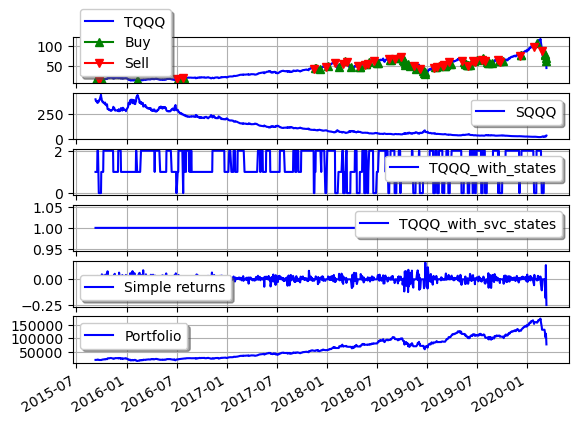 TQQQ
Buy
Sell
100
50
SQQQ
250
0
TQQQ_with_states
2
0
TQQQ_with_svc_states
1.05
1.00
0.95
Simple returns
0.00
−0.25
Portfolio
150000
100000
50000
2015-07 2016-01 2016-07 2017-01 2017-07 2018-01 2018-07 2019-01 2019-07 2020-01